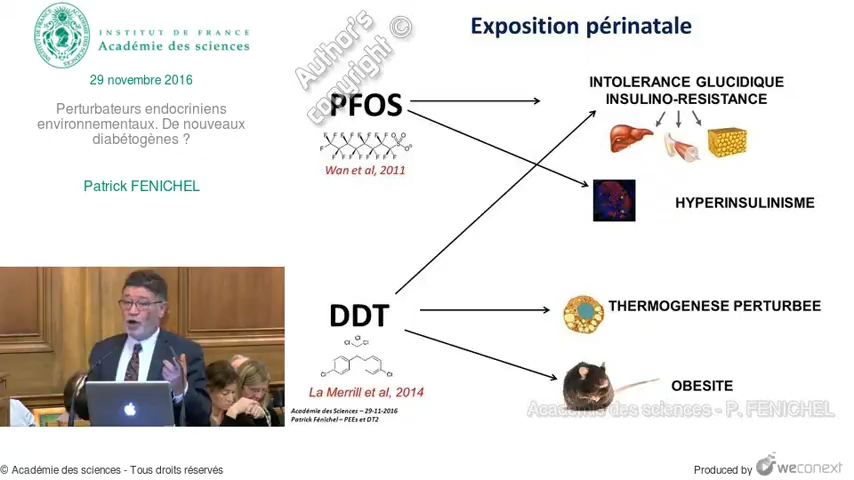 INSTITUT DE FRANCE
Académie des sciences
29 novembre 2016
Perturbateurs endocriniens
environnementaux. De nouveaux
diabétogènes ?
Patrick FENICHEL
Exposition périnatale
Author's
copyright ©
PFOS
Wan et al, 2011
INTOLERANCE GLUCIDIQUE
INSULINO-RESISTANCE
HYPERINSULINISME
DDT
La Merrill et al, 2014
THERMOGENESE PERTURBEE
OBESITE
Académie des Sciences – 29-11-2016
Patrick Fénichel – PEEs et DT2
Académie des sciences - P. FENICHEL
© Académie des sciences - Tous droits réservés
Produced by weconext